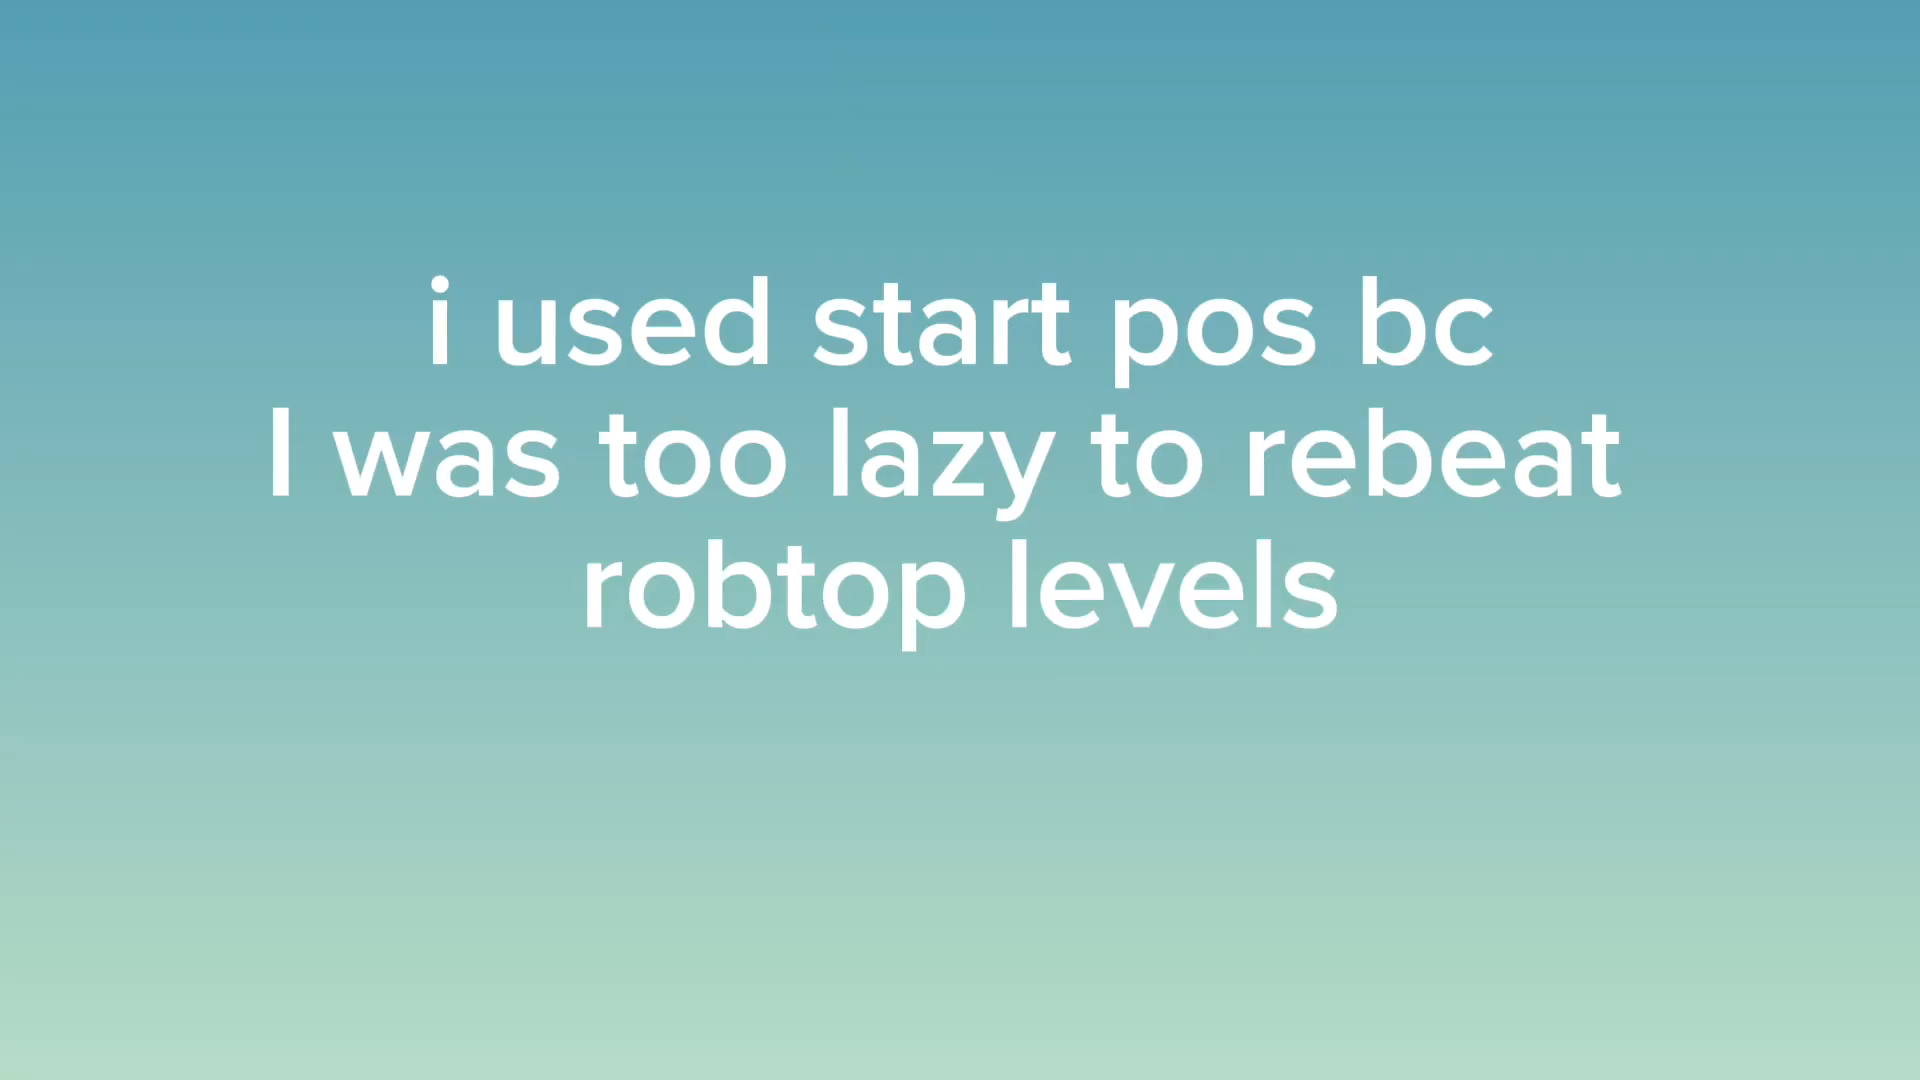 i used start pos bc
I was too lazy to rebeat
robtop levels